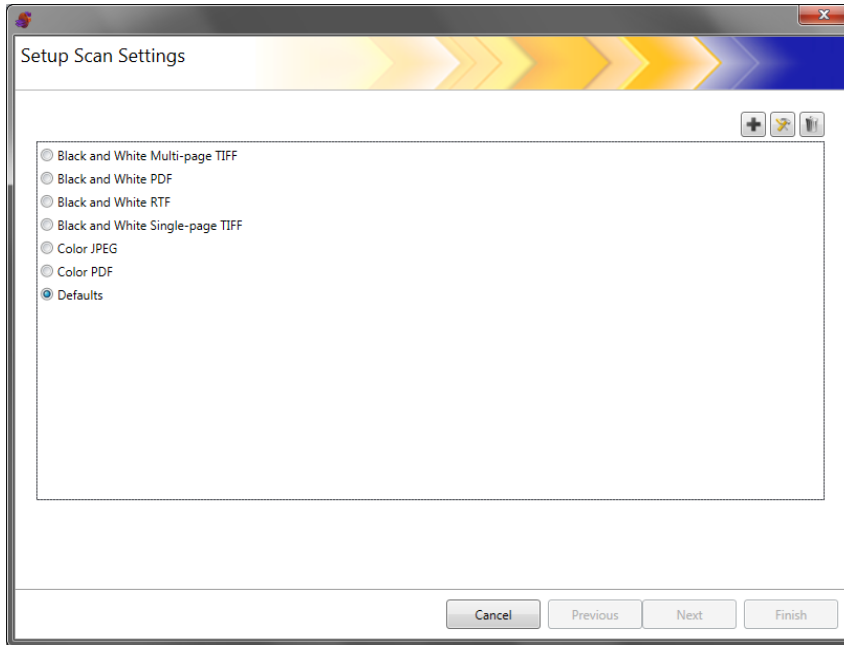 Setup Scan Settings
Black and White Multi-page TIFF
Black and White PDF
Black and White RTF
Black and White Single-page TIFF
Color JPEG
Color PDF
Defaults
Cancel Previous Next Finish